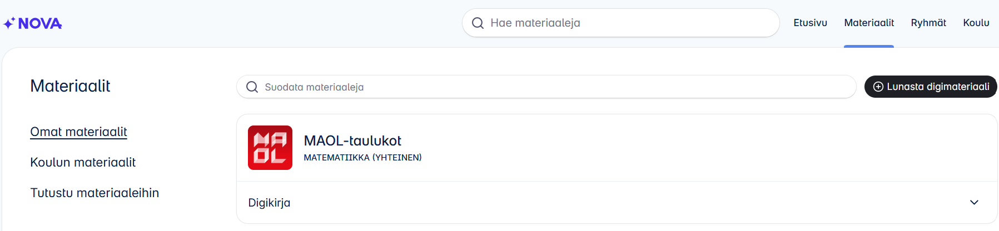 NOVA
Hae materiaaleja
Etusivu
Materiaalit
Ryhmät
Koulu
Materiaalit
Suodata materiaaleja
Lunasta digimateriaali
Omat materiaalit
Koulun materiaalit
Tutustu materiaaleihin
MAOL
MAOL-taulukot
MATEMATIIKKA (YHTEINEN)
Digikirja